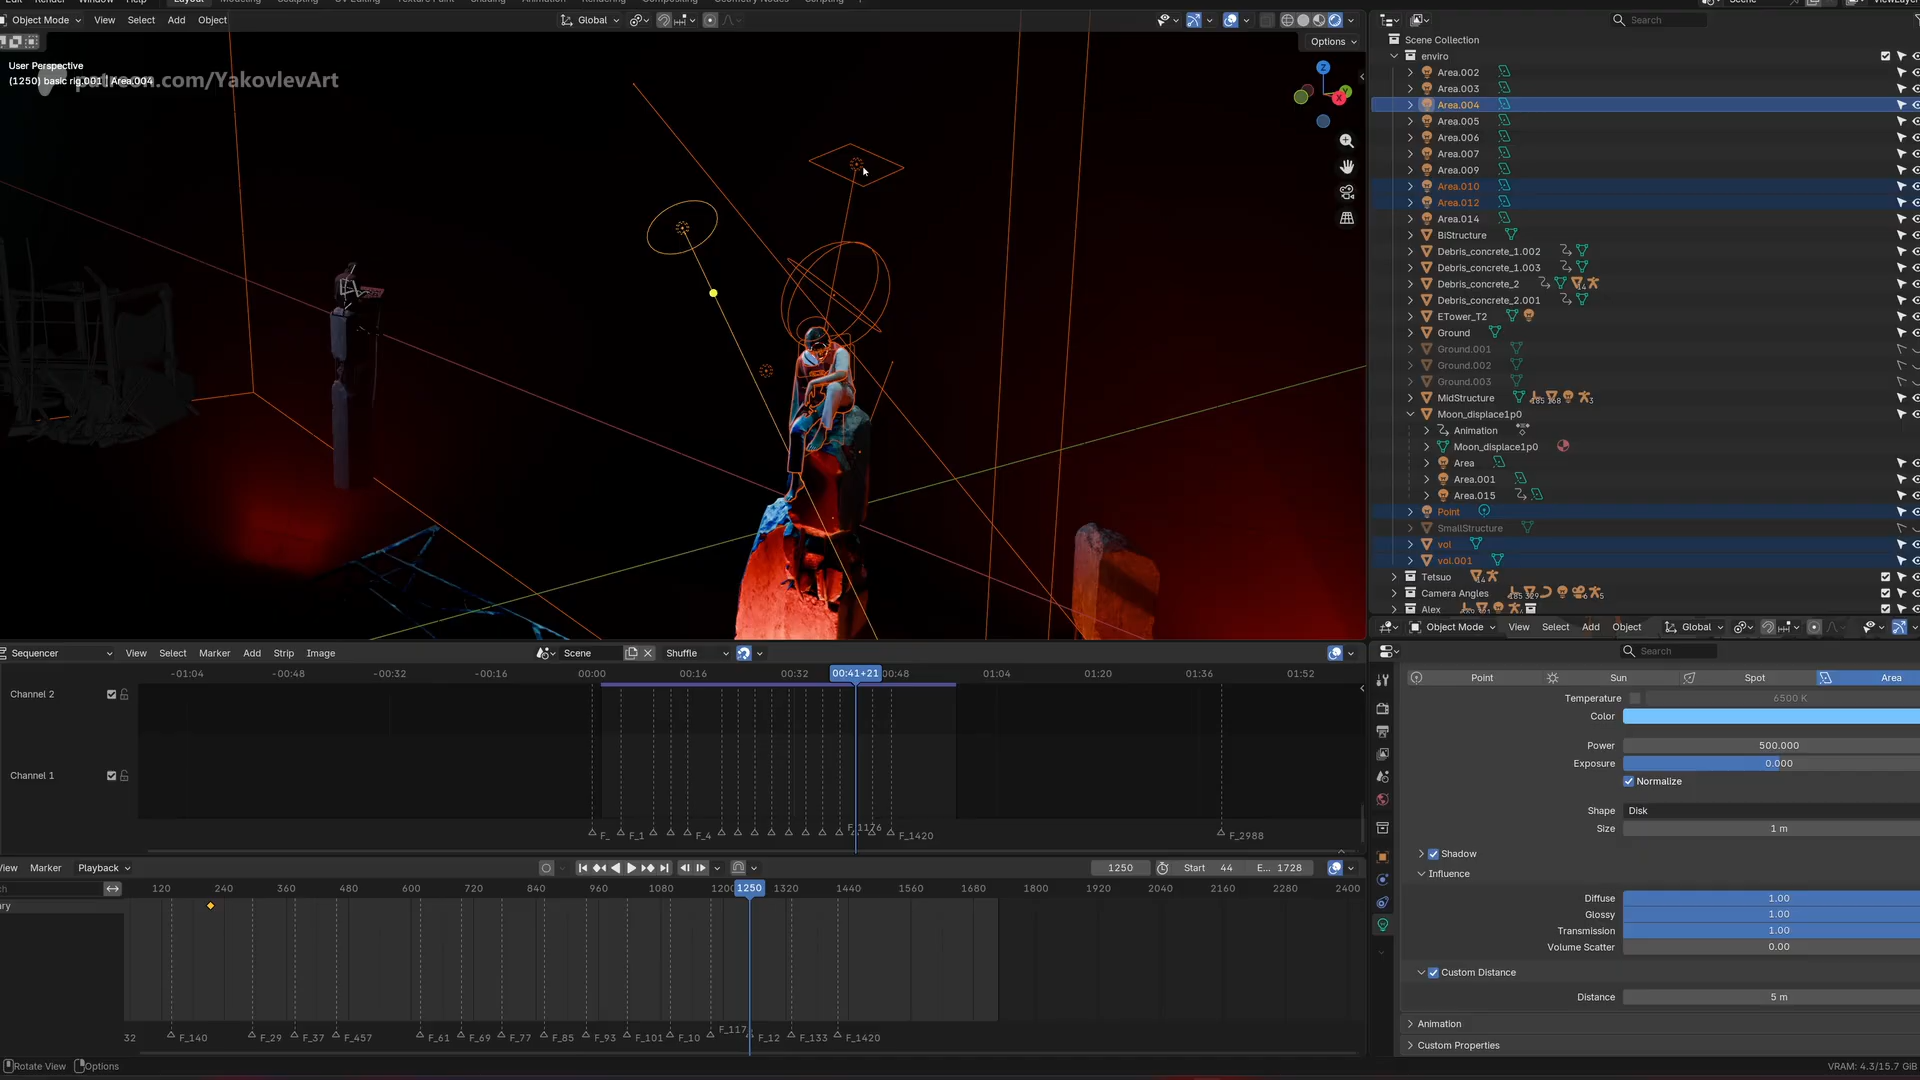 Object Mode View Select Add Object Global Options
User Perspective
(1250) basic rig.001 | Area.004
patreon.com/YakovlevArt
Search
Scene Collection
enviro
Area.002
Area.003
Area.004
Area.005
Area.006
Area.007
Area.009
Area.010
Area.012
Area.014
BiStructure
Debris_concrete_1.002
Debris_concrete_1.003
Debris_concrete_2
Debris_concrete_2.001
ETower_T2
Ground
Ground.001
Ground.002
Ground.003
MidStructure
Moon_displace1p0
Animation
Moon_displace1p0
Area
Area.001
Area.015
Point
SmallStructure
vol
vol.001
Tetsuo
Camera Angles
Alex
Object Mode View Select Add Object Global
Search
Point Sun Spot Area
Temperature 6500 K
Color
Power 500.000
Exposure 0.000
Normalize
Shape Disk
Size 1 m
Shadow
Influence
Diffuse 1.00
Glossy 1.00
Transmission 1.00
Volume Scatter 0.00
Custom Distance
Distance 5 m
Animation
Custom Properties
Sequencer View Select Marker Add Strip Image Scene Shuffle
-01:04 -00:48 -00:32 -00:16 00:00 00:16 00:32 00:41+21 00:48 01:04 01:20 01:36 01:52
Channel 2
Channel 1
F_ F_1 F_4 F_1176 F_1420 F_2988
View Marker Playback 1250 Start 44 E... 1728
120 240 360 480 600 720 840 960 1080 1200 1250 1320 1440 1560 1680 1800 1920 2040 2160 2280 2400
32 F_140 F_29 F_37 F_457 F_61 F_69 F_77 F_85 F_93 F_101 F_10 F_117 F_12 F_133 F_1420
Rotate View Options VRAM: 4.3/15.7 GiB